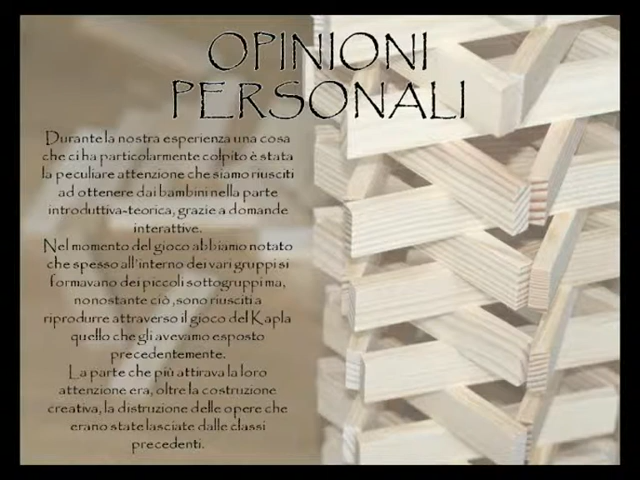 OPINIONI
PERSONALI
Durante la nostra esperienza una cosa
che ci ha particolarmente colpito è stata
la peculiare attenzione che siamo riusciti
ad ottenere dai bambini nella parte
introduttiva-teorica, grazie a domande
interattive.
Nel momento del gioco abbiamo notato
che spesso all'interno dei vari gruppi si
formavano dei piccoli sottogruppi ma,
nonostante ciò ,sono riusciti a
riprodurre attraverso il gioco del Kapla
quello che gli avevamo esposto
precedentemente.
La parte che più attirava la loro
attenzione era, oltre la costruzione
creativa, la distruzione delle opere che
erano state lasciate dalle classi
precedenti.